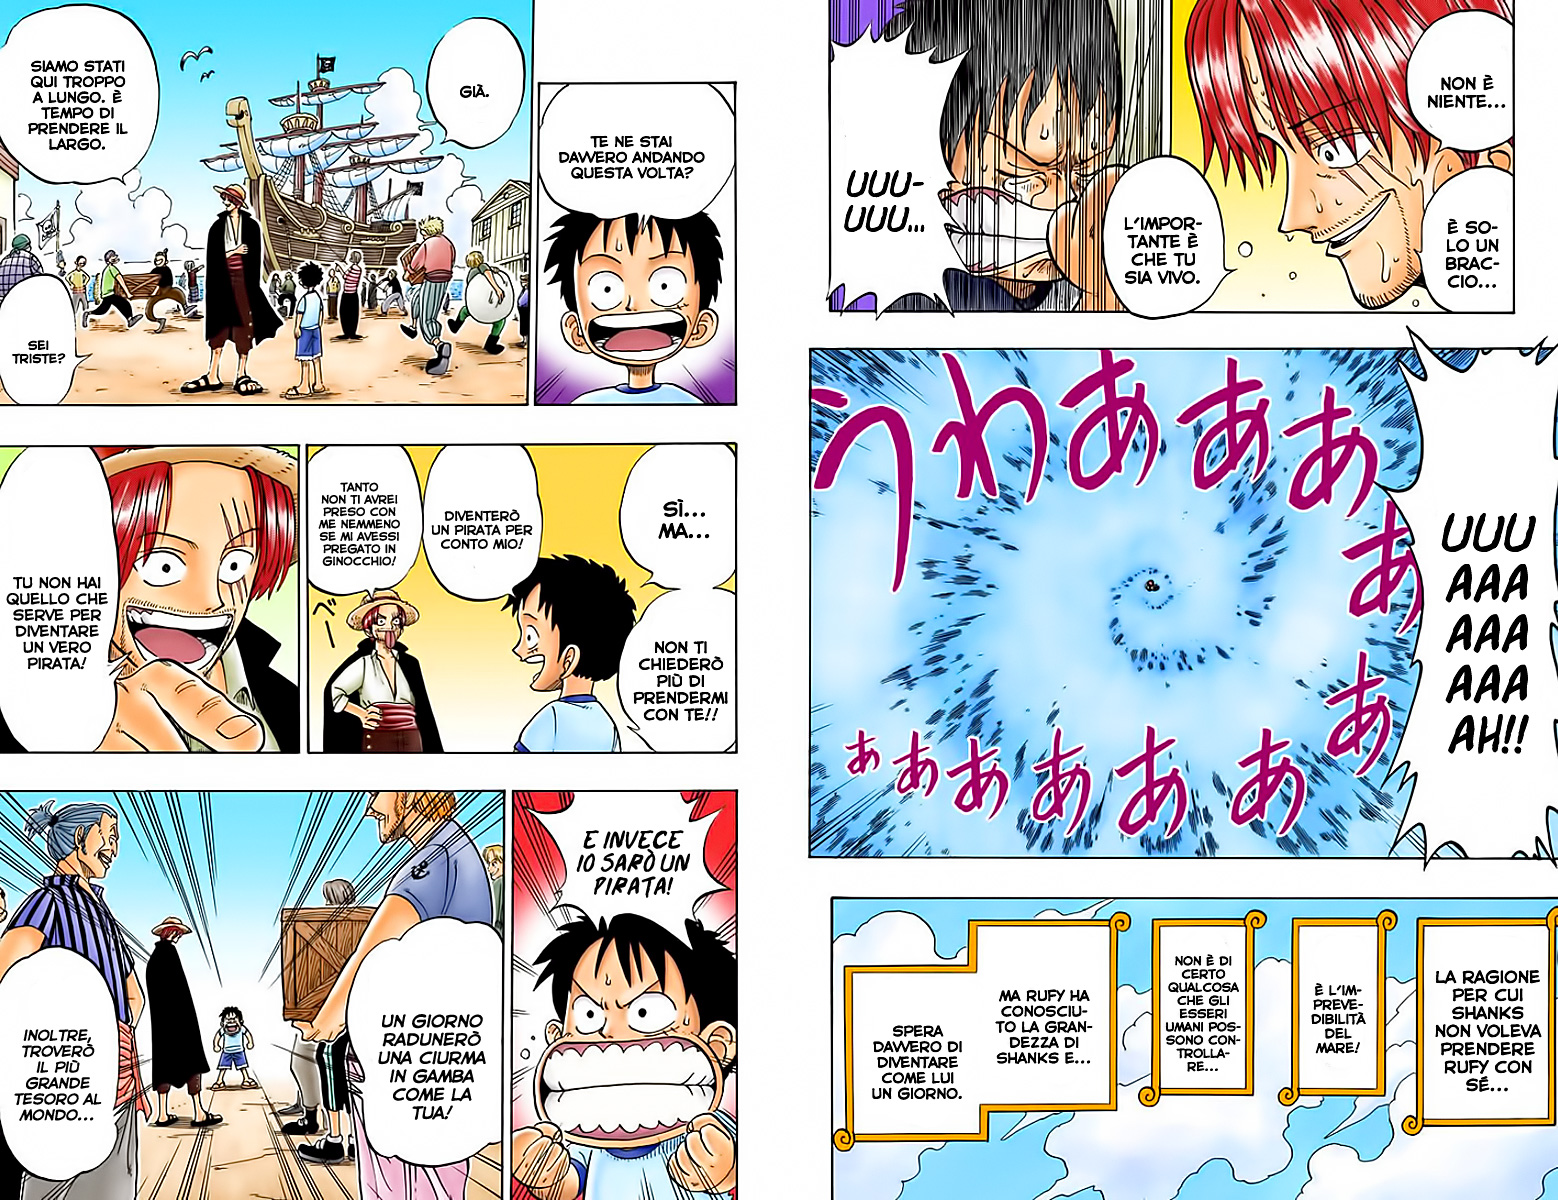 NON È
NIENTE...
È SO-
LO UN
BRAC-
CIO...
L'IMPOR-
TANTE È
CHE TU
SIA VIVO.
UUU-
UUU...
UUU
AAA
AAA
AAA
AH!!
うわあああああああああああ
LA RAGIONE
PER CUI
SHANKS
NON VOLEVA
PRENDERE
RUFY CON
SÉ...
È L'IM-
PREVE-
DIBILITÀ
DEL
MARE!
NON È DI
CERTO
QUALCOSA
CHE GLI
ESSERI
UMANI POS-
SONO CON-
TROLLA-
RE...
MA RUFY HA
CONOSCIU-
TO LA GRAN-
DEZZA DI
SHANKS E...
SPERA
DAVVERO DI
DIVENTARE
COME LUI
UN GIORNO.
TE NE STAI
DAVVERO ANDANDO
QUESTA VOLTA?
GIÀ.
SIAMO STATI
QUI TROPPO
A LUNGO. È
TEMPO DI
PRENDERE IL
LARGO.
SEI
TRISTE?
SÌ...
MA...
NON TI
CHIEDERÒ
PIÙ DI
PRENDERMI
CON TE!!
DIVENTERÒ
UN PIRATA PER
CONTO MIO!
TANTO
NON TI AVREI
PRESO CON
ME NEMMENO
SE MI AVESSI
PREGATO IN
GINOCCHIO!
べー
TU NON HAI
QUELLO CHE
SERVE PER
DIVENTARE
UN VERO
PIRATA!
E INVECE
IO SARÒ UN
PIRATA!
UN GIORNO
RADUNERÒ
UNA CIURMA
IN GAMBA
COME LA
TUA!
INOLTRE,
TROVERÒ
IL PIÙ
GRANDE
TESORO AL
MONDO...